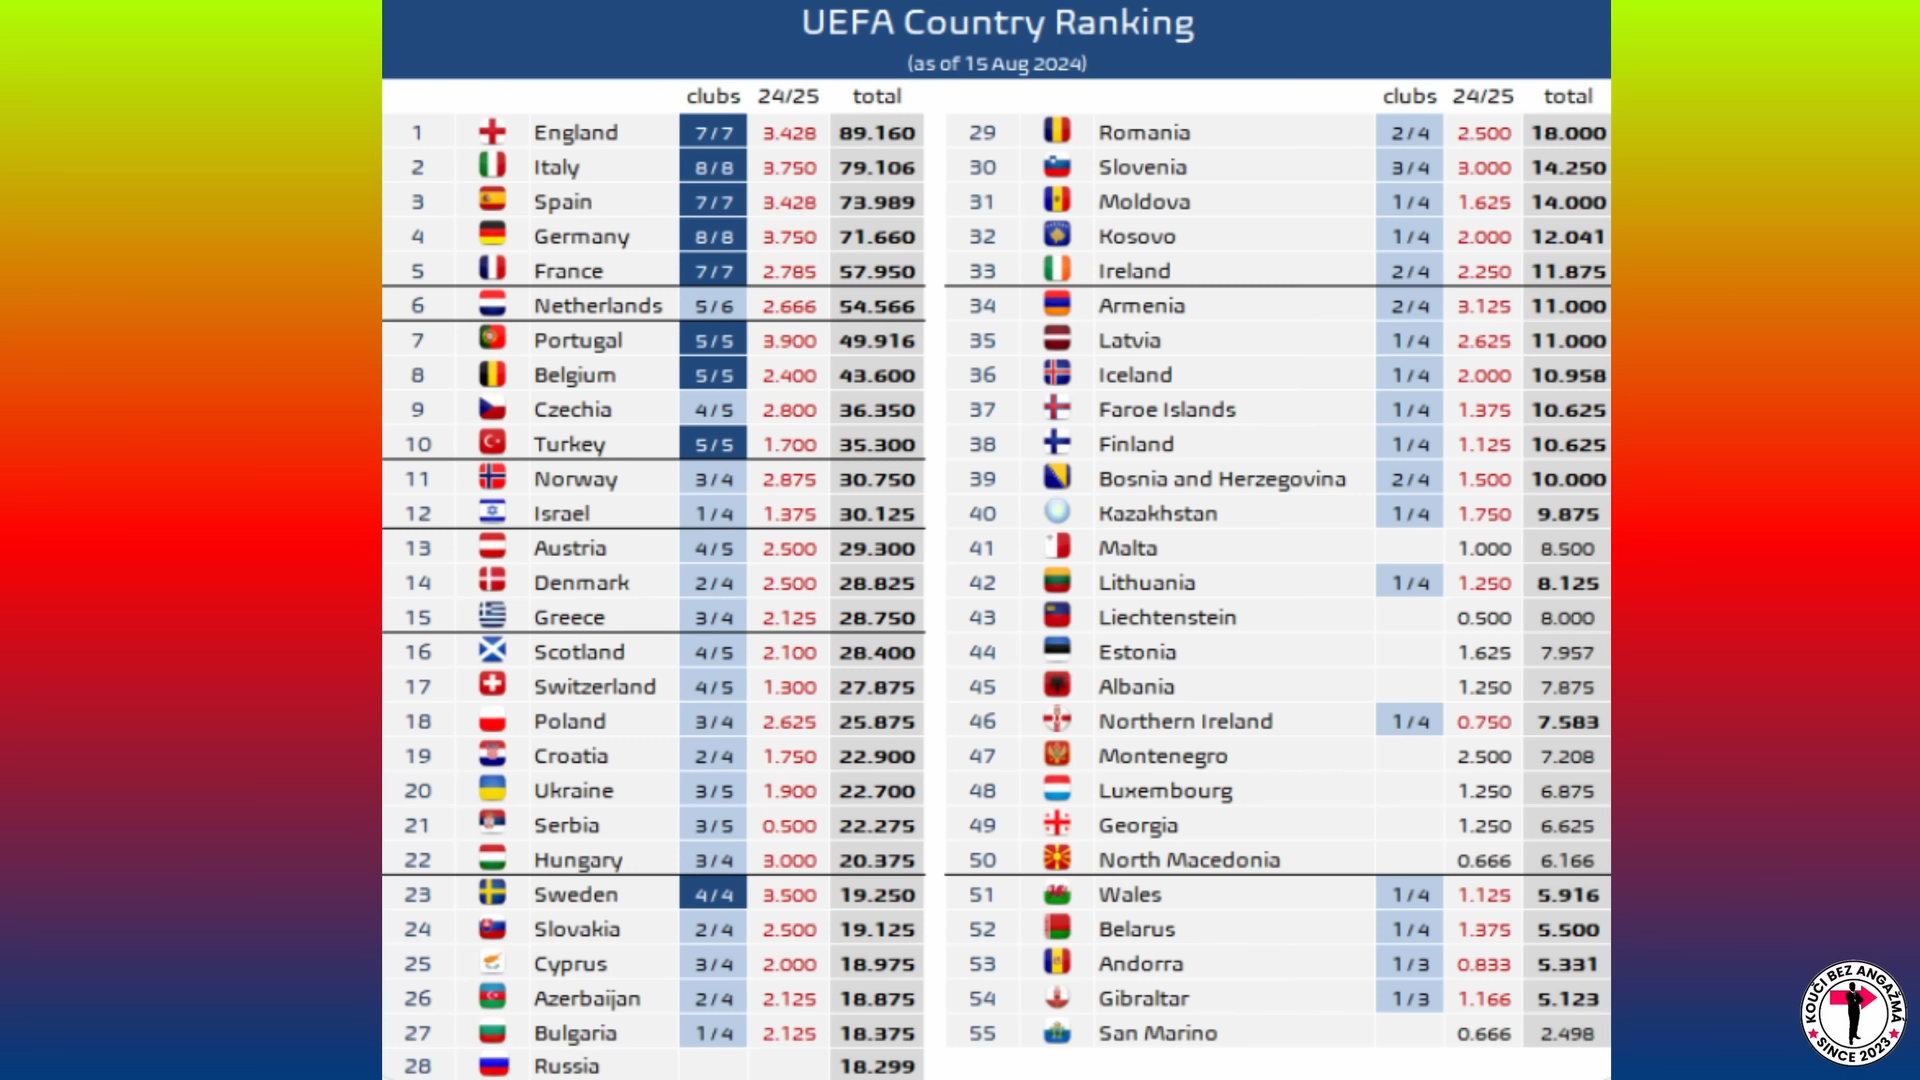 UEFA Country Ranking
(as of 15 Aug 2024)
clubs 24/25 total
1 England 7/7 3.428 89.160
2 Italy 8/8 3.750 79.106
3 Spain 7/7 3.428 73.989
4 Germany 8/8 3.750 71.660
5 France 7/7 2.785 57.950
6 Netherlands 5/6 2.666 54.566
7 Portugal 5/5 3.900 49.916
8 Belgium 5/5 2.400 43.600
9 Czechia 4/5 2.800 36.350
10 Turkey 5/5 1.700 35.300
11 Norway 3/4 2.875 30.750
12 Israel 1/4 1.375 30.125
13 Austria 4/5 2.500 29.300
14 Denmark 2/4 2.500 28.825
15 Greece 3/4 2.125 28.750
16 Scotland 4/5 2.100 28.400
17 Switzerland 4/5 1.300 27.875
18 Poland 3/4 2.625 25.875
19 Croatia 2/4 1.750 22.900
20 Ukraine 3/5 1.900 22.700
21 Serbia 3/5 0.500 22.275
22 Hungary 3/4 3.000 20.375
23 Sweden 4/4 3.500 19.250
24 Slovakia 2/4 2.500 19.125
25 Cyprus 3/4 2.000 18.975
26 Azerbaijan 2/4 2.125 18.875
27 Bulgaria 1/4 2.125 18.375
28 Russia 18.299
clubs 24/25 total
29 Romania 2/4 2.500 18.000
30 Slovenia 3/4 3.000 14.250
31 Moldova 1/4 1.625 14.000
32 Kosovo 1/4 2.000 12.041
33 Ireland 2/4 2.250 11.875
34 Armenia 2/4 3.125 11.000
35 Latvia 1/4 2.625 11.000
36 Iceland 1/4 2.000 10.958
37 Faroe Islands 1/4 1.375 10.625
38 Finland 1/4 1.125 10.625
39 Bosnia and Herzegovina 2/4 1.500 10.000
40 Kazakhstan 1/4 1.750 9.875
41 Malta 1.000 8.500
42 Lithuania 1/4 1.250 8.125
43 Liechtenstein 0.500 8.000
44 Estonia 1.625 7.957
45 Albania 1.250 7.875
46 Northern Ireland 1/4 0.750 7.583
47 Montenegro 2.500 7.208
48 Luxembourg 1.250 6.875
49 Georgia 1.250 6.625
50 North Macedonia 0.666 6.166
51 Wales 1/4 1.125 5.916
52 Belarus 1/4 1.375 5.500
53 Andorra 1/3 0.833 5.331
54 Gibraltar 1/3 1.166 5.123
55 San Marino 0.666 2.498
KOUČI BEZ ANGAŽMÁ
SINCE 2023